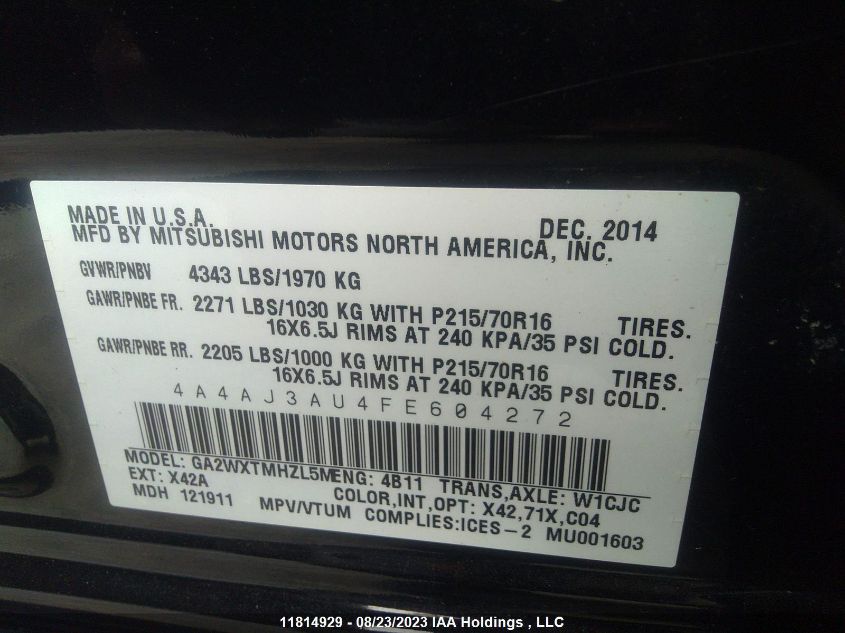 MADE IN U.S.A. DEC. 2014
MFD BY MITSUBISHI MOTORS NORTH AMERICA, INC.
GVWR/PNBV 4343 LBS/1970 KG
GAWR/PNBE FR. 2271 LBS/1030 KG WITH P215/70R16 TIRES.
16X6.5J RIMS AT 240 KPA/35 PSI COLD.
GAWR/PNBE RR. 2205 LBS/1000 KG WITH P215/70R16 TIRES.
16X6.5J RIMS AT 240 KPA/35 PSI COLD.
4A4AJ3AU4FE604272
MODEL: GA2WXTMHZL5MENG: 4B11 TRANS,AXLE: W1CJC
EXT: X42A COLOR,INT,OPT: X42,71X,C04
MDH 121911 MPV/VTUM COMPLIES:ICES-2 MU001603
11814929 - 08/23/2023 IAA Holdings , LLC